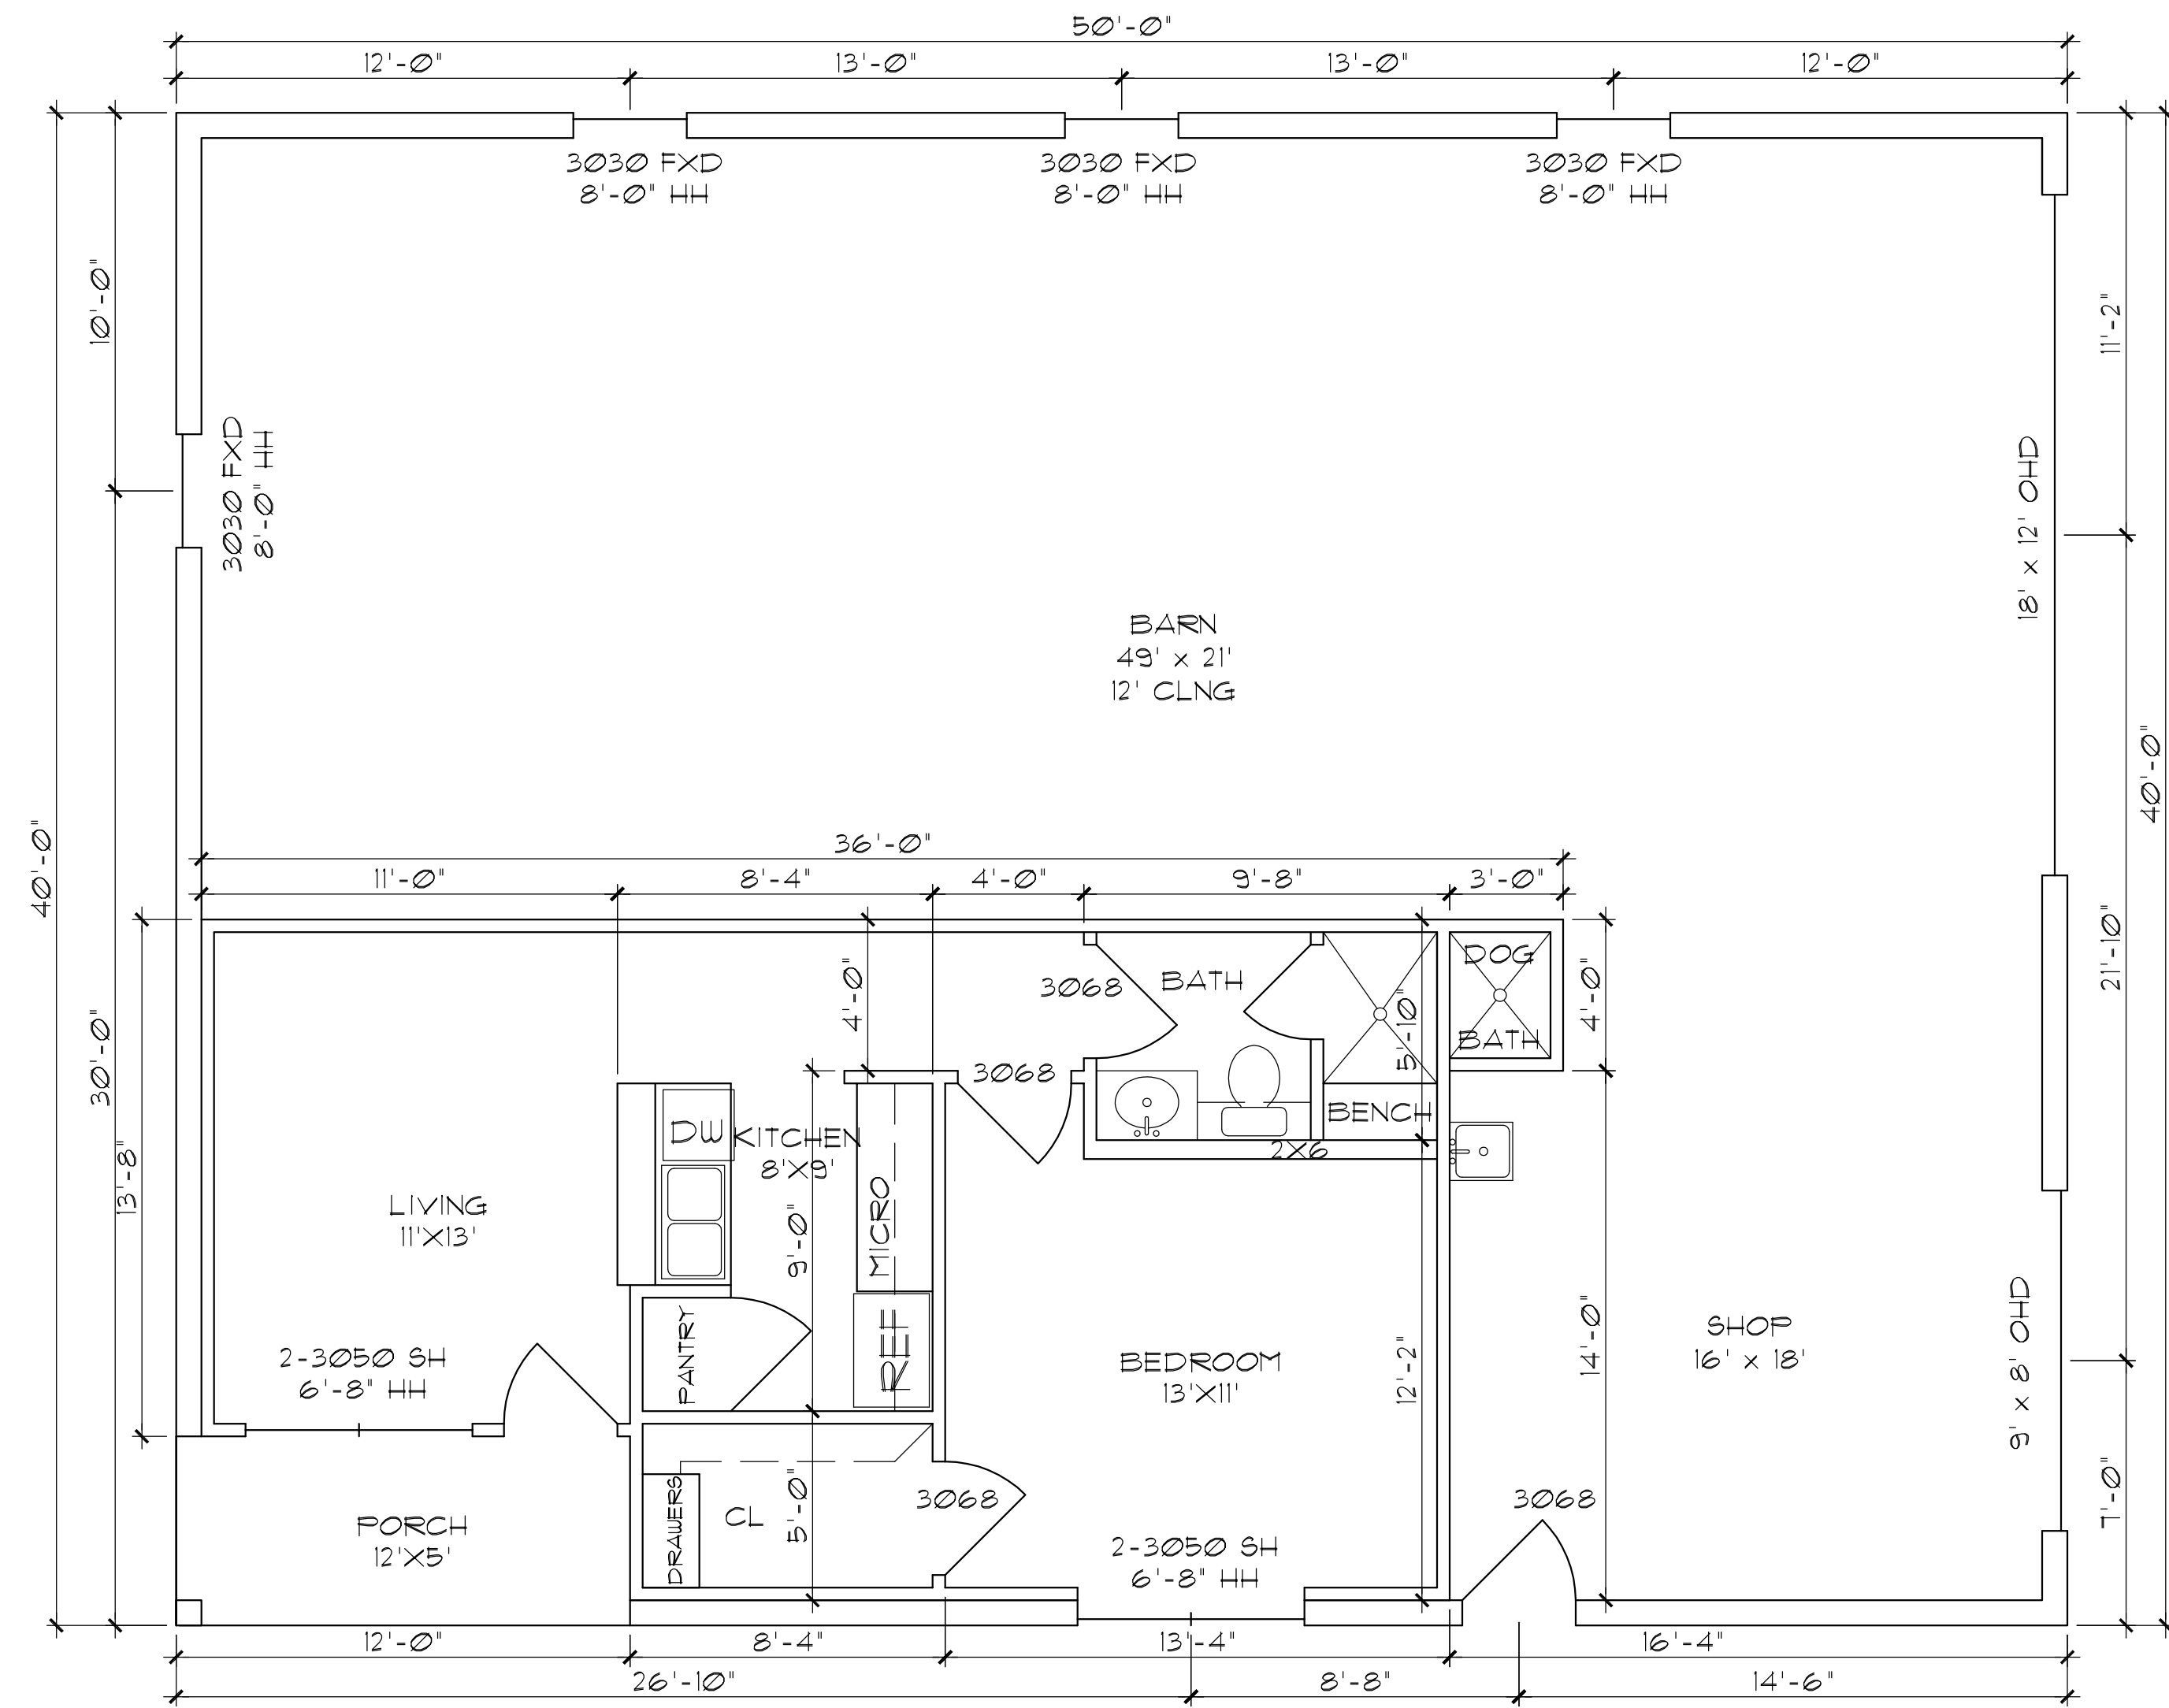 50'-0"
12'-0"
13'-0"
13'-0"
12'-0"
3030 FXD
8'-0" HH
3030 FXD
8'-0" HH
3030 FXD
8'-0" HH
10'-0"
11'-2"
3030 FXD
8'-0" HH
18' x 12' OHD
BARN
49' x 21'
12' CLNG
40'-0"
40'-0"
36'-0"
11'-0"
8'-4"
4'-0"
9'-8"
3'-0"
30'-0"
13'-8"
21'-10"
4'-0"
3068
BATH
5'-10"
DOG
BATH
4'-0"
3068
DW
KITCHEN
8'X9'
BENCH
2X6
MICRO
9'-0"
LIVING
11'X13'
REF
PANTRY
2-3050 SH
6'-8" HH
BEDROOM
13'X11'
12'-2"
14'-0"
SHOP
16' x 18'
9' x 8' OHD
7'-0"
PORCH
12'X5'
DRAWERS
CL
5'-0"
3068
3068
2-3050 SH
6'-8" HH
12'-0"
8'-4"
13'-4"
16'-4"
26'-10"
8'-8"
14'-6"